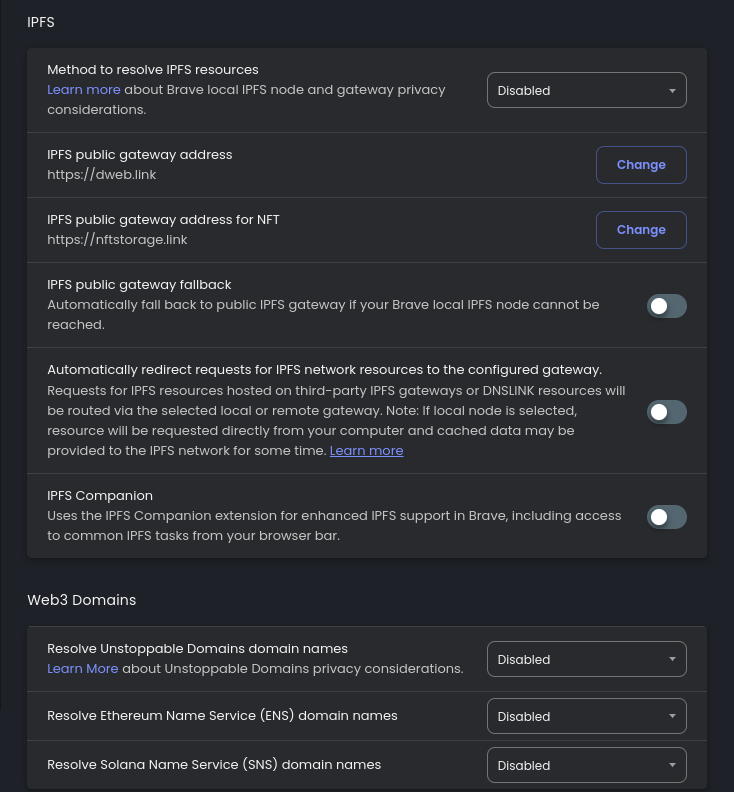 IPFS
Method to resolve IPFS resources
Learn more about Brave local IPFS node and gateway privacy
considerations.
Disabled
IPFS public gateway address
https://dweb.link
Change
IPFS public gateway address for NFT
https://nftstorage.link
Change
IPFS public gateway fallback
Automatically fall back to public IPFS gateway if your Brave local IPFS node cannot be
reached.
Automatically redirect requests for IPFS network resources to the configured gateway.
Requests for IPFS resources hosted on third-party IPFS gateways or DNSLINK resources will
be routed via the selected local or remote gateway. Note: If local node is selected,
resource will be requested directly from your computer and cached data may be
provided to the IPFS network for some time. Learn more
IPFS Companion
Uses the IPFS Companion extension for enhanced IPFS support in Brave, including access
to common IPFS tasks from your browser bar.
Web3 Domains
Resolve Unstoppable Domains domain names
Learn More about Unstoppable Domains privacy considerations.
Disabled
Resolve Ethereum Name Service (ENS) domain names
Disabled
Resolve Solana Name Service (SNS) domain names
Disabled